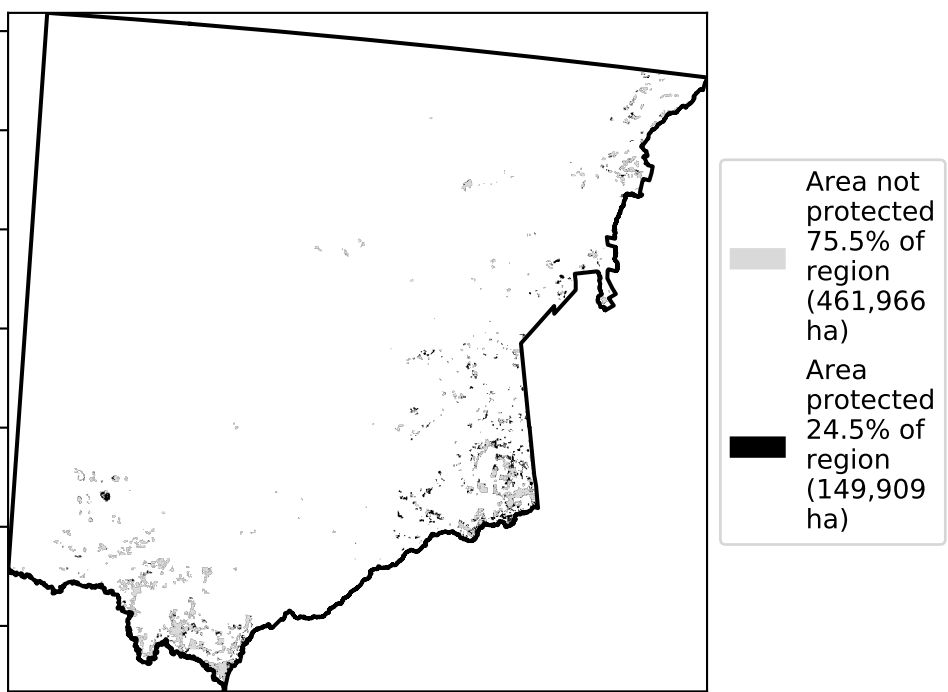 Area not
protected
75.5% of
region
(461,966
ha)
Area
protected
24.5% of
region
(149,909
ha)